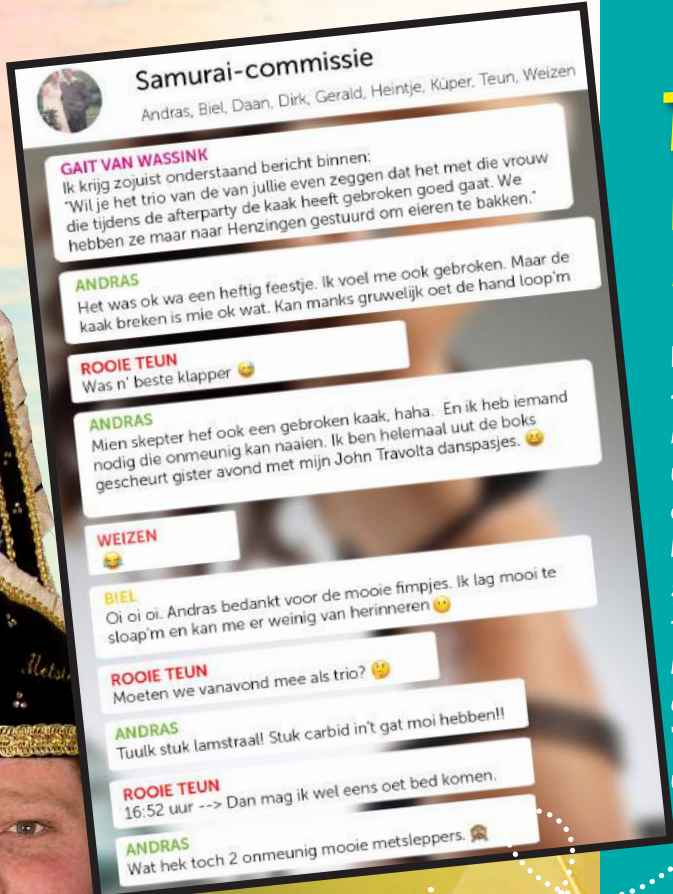 Samurai-commissie
Andras, Biel, Daan, Dirk, Gerald, Heintje, Küper, Teun, Weizen
GAIT VAN WASSINK
Ik krijg zojuist onderstaand bericht binnen:
"Wil je het trio van de van jullie even zeggen dat het met die vrouw
die tijdens de afterparty de kaak heeft gebroken goed gaat. We
hebben ze maar naar Henzingen gestuurd om eieren te bakken."
ANDRAS
Het was ok wa een heftig feestje. Ik voel me ook gebroken. Maar de
kaak breken is mie ok wat. Kan manks gruwelijk oet de hand loop'm
ROOIE TEUN
Was n' beste klapper 😅
ANDRAS
Mien skepter hef ook een gebroken kaak, haha. En ik heb iemand
nodig die onmeunig kan naaien. Ik ben helemaal uut de boks
gescheurt gister avond met mijn John Travolta danspasjes. 😆
WEIZEN
😂
BIEL
Oi oi oi. Andras bedankt voor de mooie fimpjes. Ik lag mooi te
sloap'm en kan me er weinig van herinneren 😶
ROOIE TEUN
Moeten we vanavond mee als trio? 🤔
ANDRAS
Tuulk stuk lamstraal! Stuk carbid in't gat moi hebben!!
ROOIE TEUN
16:52 uur --> Dan mag ik wel eens oet bed komen.
ANDRAS
Wat hek toch 2 onmeunig mooie metsleppers. 🙈